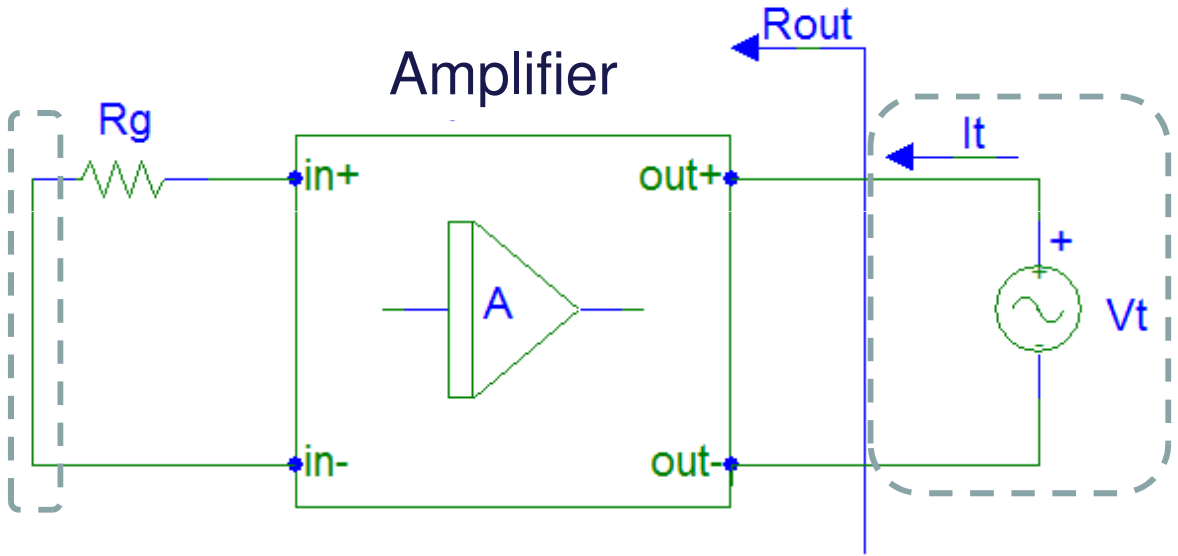 Rout
Amplifier
Rg
It
in+
out+
+
A
Vt
in-
out-